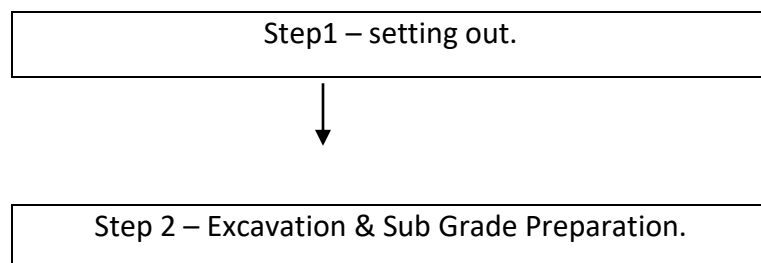 Step1 – setting out.
Step 2 – Excavation & Sub Grade Preparation.